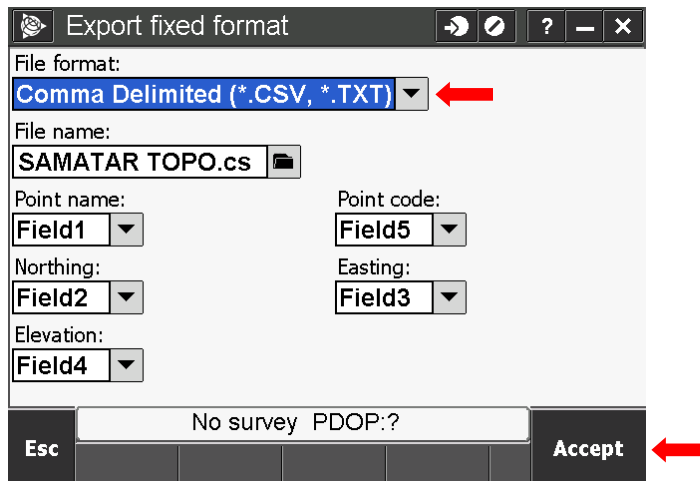 Export fixed format ? – ×
File format:
Comma Delimited (*.CSV, *.TXT)
File name:
SAMATAR TOPO.cs
Point name: Point code:
Field1 Field5
Northing: Easting:
Field2 Field3
Elevation:
Field4
No survey PDOP:?
Esc Accept